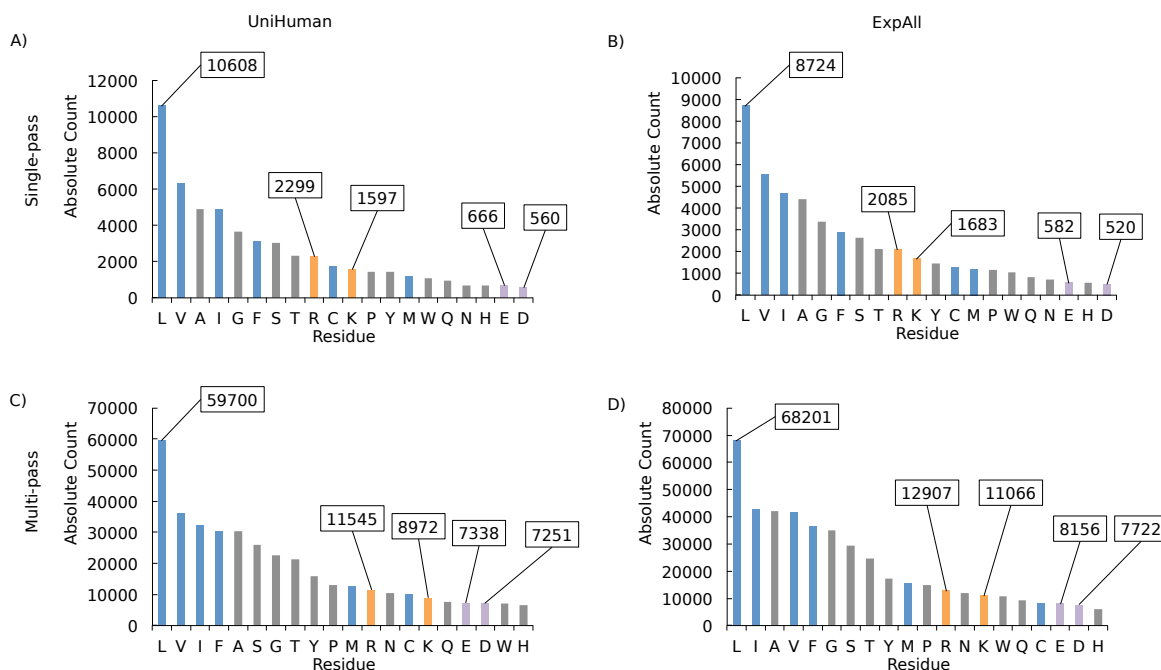 UniHuman
ExpAll
Single-pass
Multi-pass
A)
Absolute Count
12000
10000
8000
6000
4000
2000
0
10608
2299
1597
666
560
L V A I G F S T R C K P Y M W Q N H E D
Residue
B)
Absolute Count
10000
9000
8000
7000
6000
5000
4000
3000
2000
1000
0
8724
2085
1683
582
520
L V I A G F S T R K Y C M P W Q N E H D
Residue
C)
Absolute Count
70000
60000
50000
40000
30000
20000
10000
0
59700
11545
8972
7338
7251
L V I F A S G T Y P M R N C K Q E D W H
Residue
D)
Absolute Count
80000
70000
60000
50000
40000
30000
20000
10000
0
68201
12907
11066
8156
7722
L I A V F G S T Y M P R N K W Q C E D H
Residue